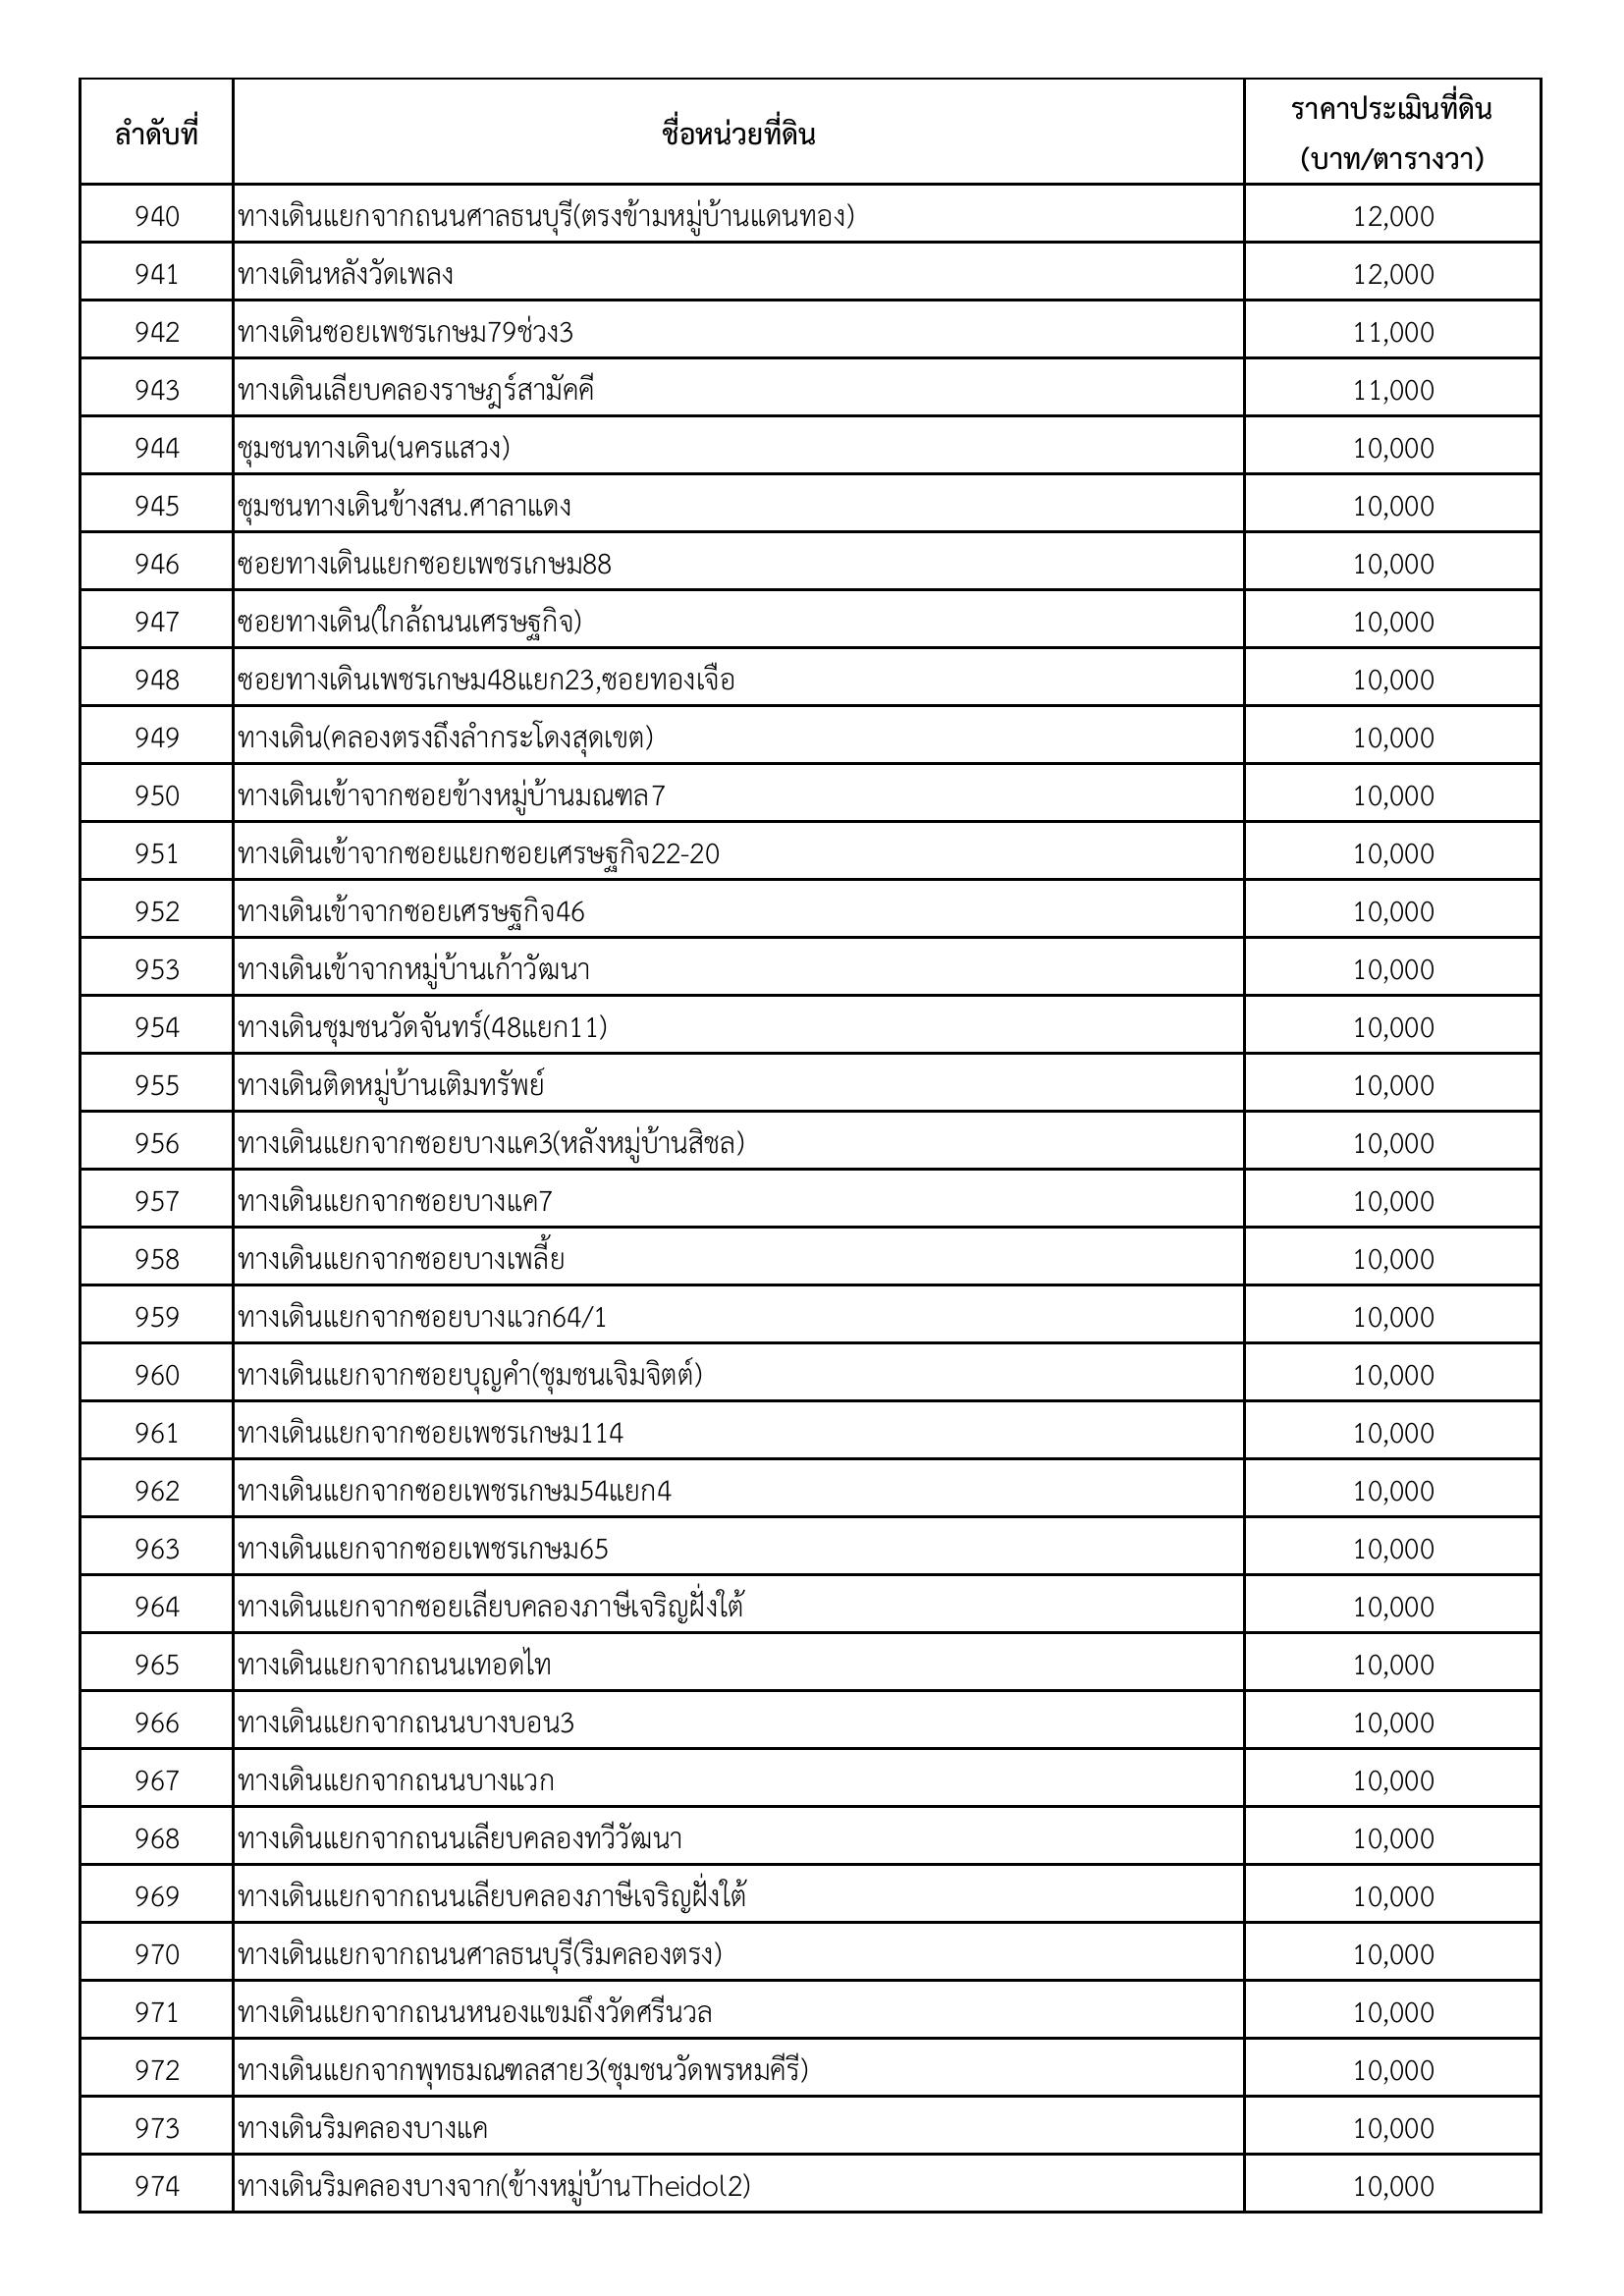 ลำดับที่ ชื่อหน่วยที่ดิน ราคาประเมินที่ดิน
(บาท/ตารางวา)
940 ทางเดินแยกจากถนนศาลธนบุรี(ตรงข้ามหมู่บ้านแดนทอง) 12,000
941 ทางเดินหลังวัดเพลง 12,000
942 ทางเดินซอยเพชรเกษม79ช่วง3 11,000
943 ทางเดินเลียบคลองราษฎร์สามัคคี 11,000
944 ชุมชนทางเดิน(นครแสวง) 10,000
945 ชุมชนทางเดินข้างสน.ศาลาแดง 10,000
946 ซอยทางเดินแยกซอยเพชรเกษม88 10,000
947 ซอยทางเดิน(ใกล้ถนนเศรษฐกิจ) 10,000
948 ซอยทางเดินเพชรเกษม48แยก23,ซอยทองเจือ 10,000
949 ทางเดิน(คลองตรงถึงลำกระโดงสุดเขต) 10,000
950 ทางเดินเข้าจากซอยข้างหมู่บ้านมณฑล7 10,000
951 ทางเดินเข้าจากซอยแยกซอยเศรษฐกิจ22-20 10,000
952 ทางเดินเข้าจากซอยเศรษฐกิจ46 10,000
953 ทางเดินเข้าจากหมู่บ้านเก้าวัฒนา 10,000
954 ทางเดินชุมชนวัดจันทร์(48แยก11) 10,000
955 ทางเดินติดหมู่บ้านเติมทรัพย์ 10,000
956 ทางเดินแยกจากซอยบางแค3(หลังหมู่บ้านสิชล) 10,000
957 ทางเดินแยกจากซอยบางแค7 10,000
958 ทางเดินแยกจากซอยบางเพลี้ย 10,000
959 ทางเดินแยกจากซอยบางแวก64/1 10,000
960 ทางเดินแยกจากซอยบุญคำ(ชุมชนเจิมจิตต์) 10,000
961 ทางเดินแยกจากซอยเพชรเกษม114 10,000
962 ทางเดินแยกจากซอยเพชรเกษม54แยก4 10,000
963 ทางเดินแยกจากซอยเพชรเกษม65 10,000
964 ทางเดินแยกจากซอยเลียบคลองภาษีเจริญฝั่งใต้ 10,000
965 ทางเดินแยกจากถนนเทอดไท 10,000
966 ทางเดินแยกจากถนนบางบอน3 10,000
967 ทางเดินแยกจากถนนบางแวก 10,000
968 ทางเดินแยกจากถนนเลียบคลองทวีวัฒนา 10,000
969 ทางเดินแยกจากถนนเลียบคลองภาษีเจริญฝั่งใต้ 10,000
970 ทางเดินแยกจากถนนศาลธนบุรี(ริมคลองตรง) 10,000
971 ทางเดินแยกจากถนนหนองแขมถึงวัดศรีนวล 10,000
972 ทางเดินแยกจากพุทธมณฑลสาย3(ชุมชนวัดพรหมคีรี) 10,000
973 ทางเดินริมคลองบางแค 10,000
974 ทางเดินริมคลองบางจาก(ข้างหมู่บ้านTheidol2) 10,000